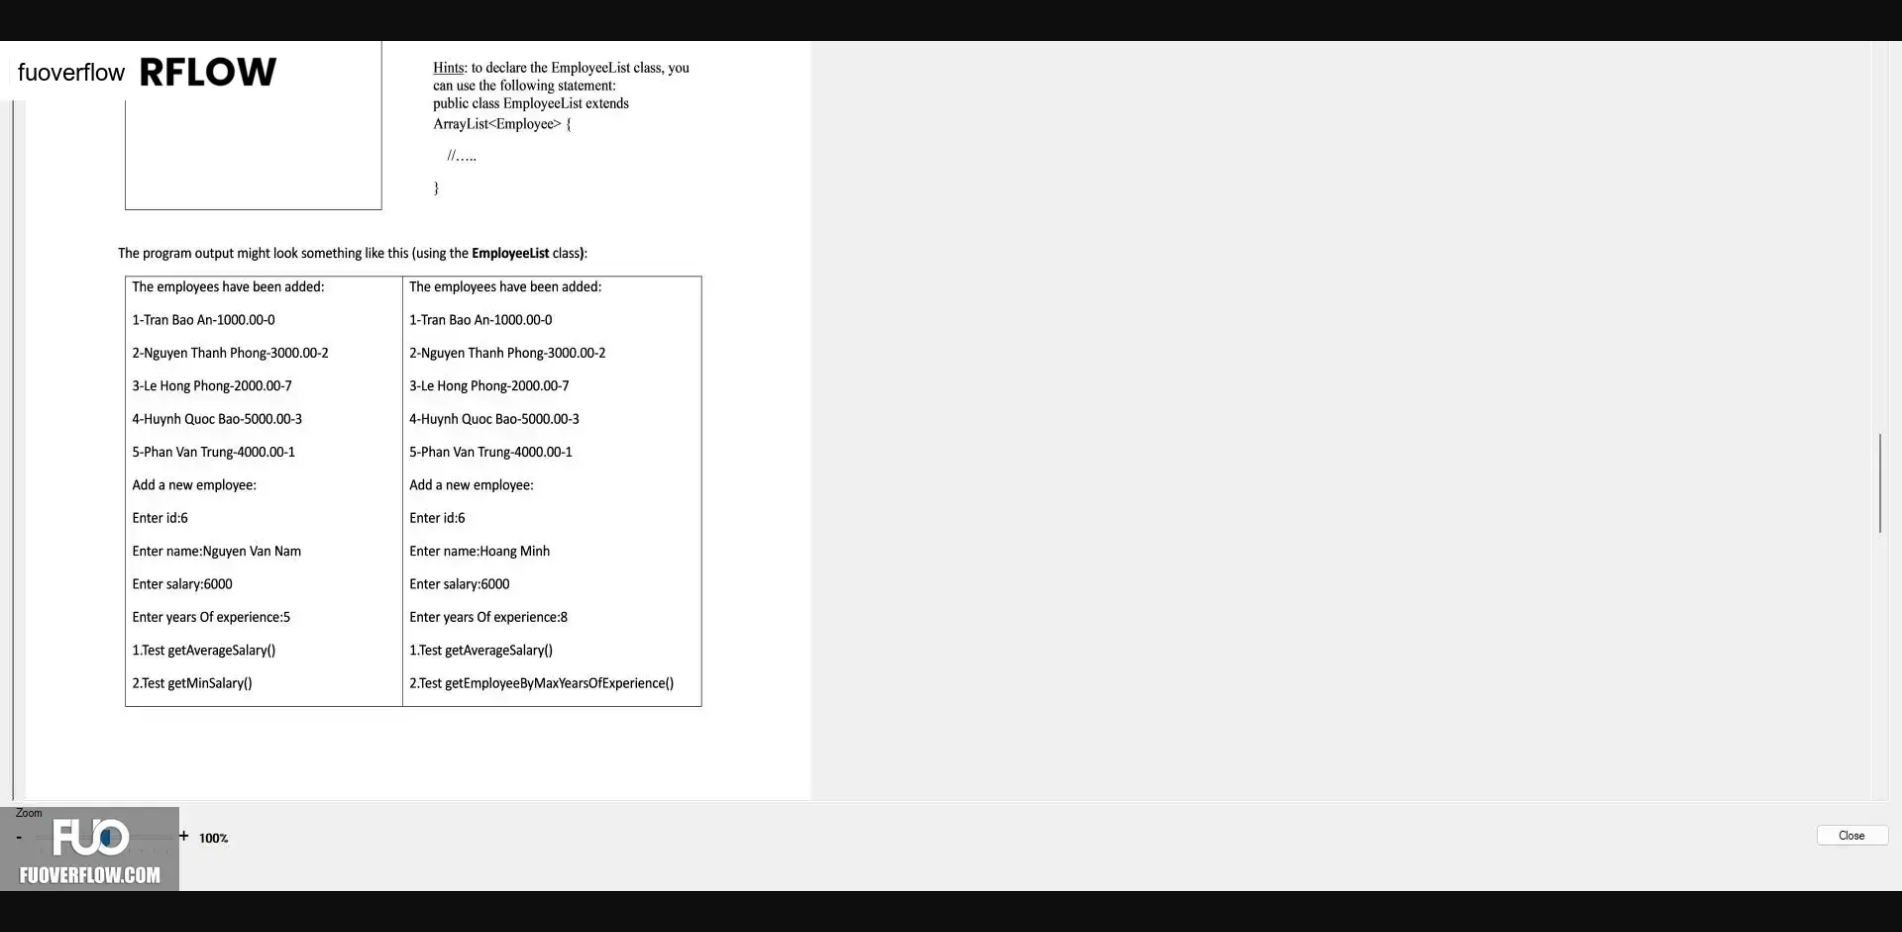 fuoverflow RFLOW
Hints: to declare the EmployeeList class, you
can use the following statement:
public class EmployeeList extends
ArrayList<Employee> {
//.....
}
The program output might look something like this (using the EmployeeList class):
The employees have been added:
1-Tran Bao An-1000.00-0
2-Nguyen Thanh Phong-3000.00-2
3-Le Hong Phong-2000.00-7
4-Huynh Quoc Bao-5000.00-3
5-Phan Van Trung-4000.00-1
Add a new employee:
Enter id:6
Enter name:Nguyen Van Nam
Enter salary:6000
Enter years Of experience:5
1.Test getAverageSalary()
2.Test getMinSalary()
The employees have been added:
1-Tran Bao An-1000.00-0
2-Nguyen Thanh Phong-3000.00-2
3-Le Hong Phong-2000.00-7
4-Huynh Quoc Bao-5000.00-3
5-Phan Van Trung-4000.00-1
Add a new employee:
Enter id:6
Enter name:Hoang Minh
Enter salary:6000
Enter years Of experience:8
1.Test getAverageSalary()
2.Test getEmployeeByMaxYearsOfExperience()
Zoom
- + 100%
FUO
FUOVERFLOW.COM
Close